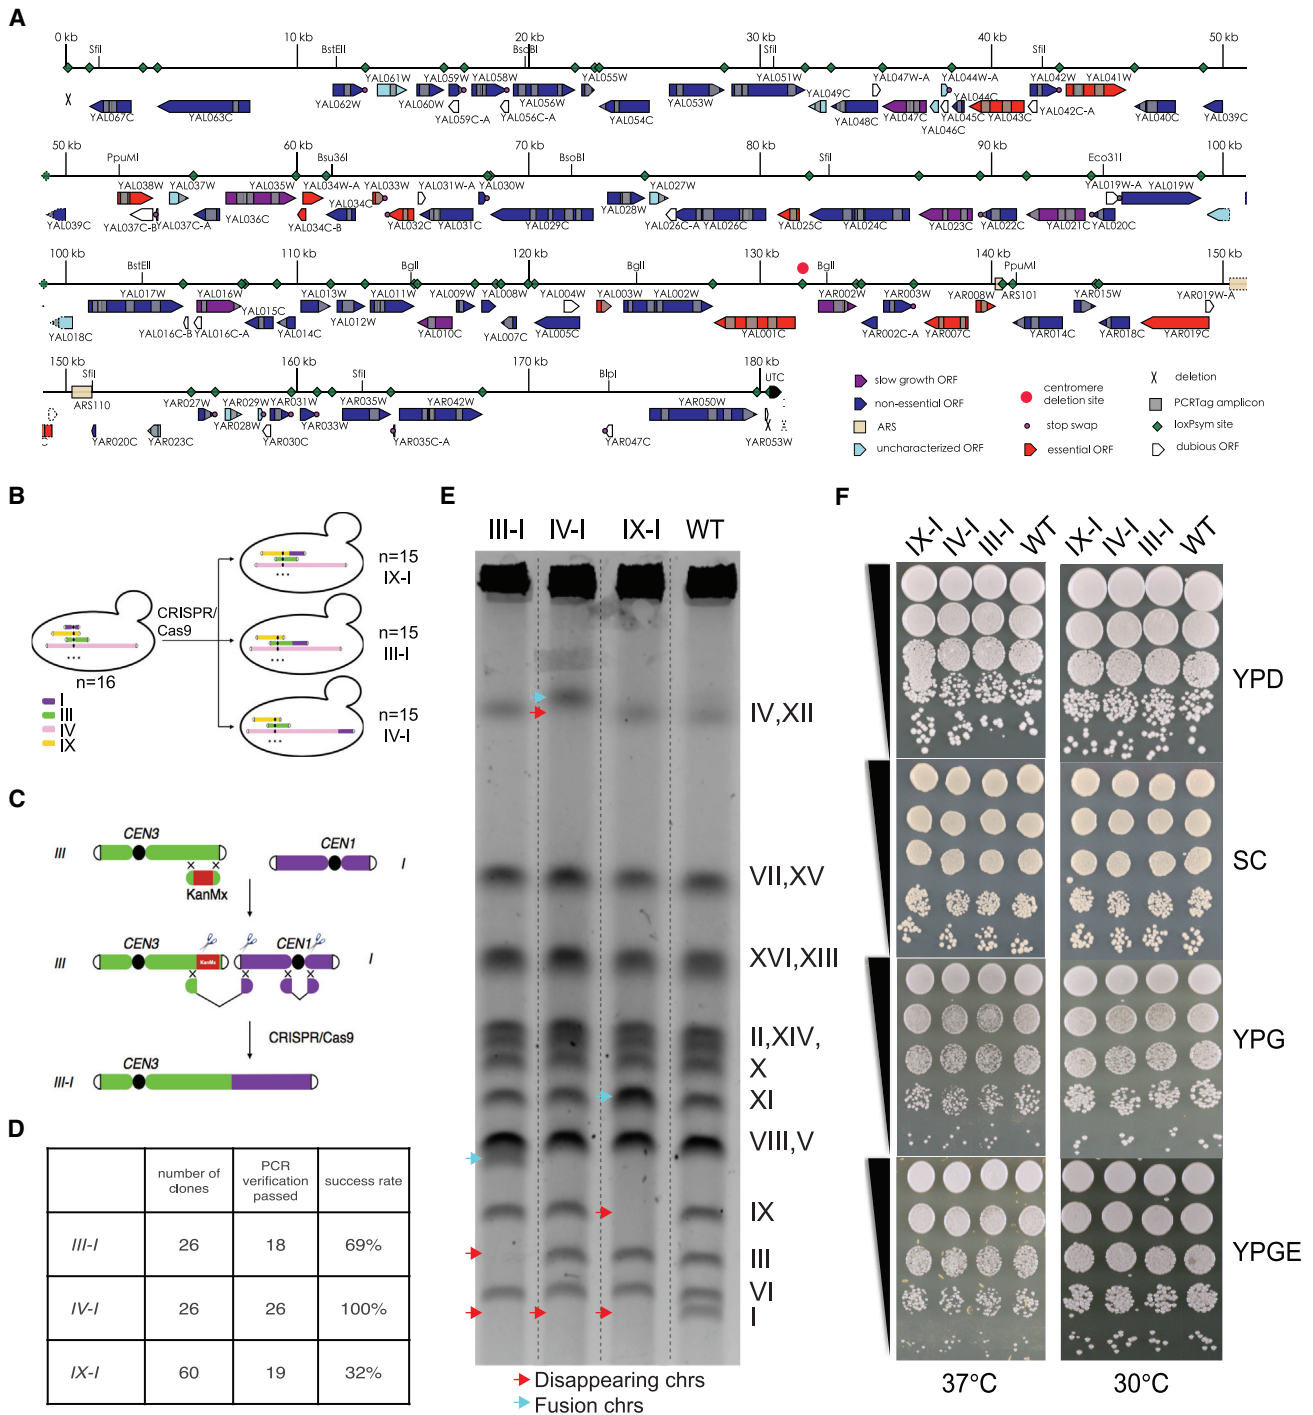 A
0 kb
10 kb
20 kb
30 kb
40 kb
50 kb
SfiI
BstEII
BsoBI
SfiI
SfiI
YAL067C
YAL063C
YAL062W
YAL061W
YAL060W
YAL059W
YAL059C-A
YAL058W
YAL056C-A
YAL056W
YAL055W
YAL054C
YAL053W
YAL051W
YAL049C
YAL048C
YAL047W-A
YAL047C
YAL046C
YAL044W-A
YAL044C
YAL045C
YAL043C
YAL042W
YAL042C-A
YAL041W
YAL040C
YAL039C
50 kb
60 kb
70 kb
80 kb
90 kb
100 kb
PpuMI
Bsu36I
BsoBI
SfiI
Eco31I
YAL039C
YAL038W
YAL037C-B
YAL037W
YAL037C-A
YAL036C
YAL035W
YAL034W-A
YAL034C-B
YAL034C
YAL033W
YAL032C
YAL031W-A
YAL031C
YAL030W
YAL029C
YAL028W
YAL027W
YAL026C-A
YAL026C
YAL025C
YAL024C
YAL023C
YAL022C
YAL021C
YAL020C
YAL019W-A
YAL019W
100 kb
110 kb
120 kb
130 kb
140 kb
150 kb
BstEII
BglI
BglI
BglI
PpuMI
YAL018C
YAL017W
YAL016C-B
YAL016W
YAL016C-A
YAL015C
YAL014C
YAL013W
YAL012W
YAL011W
YAL010C
YAL009W
YAL008W
YAL007C
YAL005C
YAL004W
YAL003W
YAL002W
YAL001C
YAR002W
YAR002C-A
YAR003W
YAR007C
YAR008W
ARS101
YAR014C
YAR015W
YAR018C
YAR019C
YAR019W-A
150 kb
160 kb
170 kb
180 kb
SfiI
SfiI
BlpI
UTC
ARS110
C
YAR020C
YAR023C
YAR027W
YAR028W
YAR029W
YAR030C
YAR031W
YAR033W
YAR035W
YAR035C-A
YAR042W
YAR047C
YAR050W
YAR053W
slow growth ORF
non-essential ORF
ARS
uncharacterized ORF
centromere
deletion site
stop swap
essential ORF
deletion
PCRTag amplicon
loxPsym site
dubious ORF
B
CRISPR/
Cas9
n=16
I
III
IV
IX
n=15
IX-I
n=15
III-I
n=15
IV-I
C
CEN3
III
KanMx
CEN1
I
CEN3
III
KanMx
CEN1
I
CRISPR/Cas9
CEN3
III-I
D
number of clones
PCR verification passed
success rate
III-I 26 18 69%
IV-I 26 26 100%
IX-I 60 19 32%
E
III-I IV-I IX-I WT
IV,XII
VII,XV
XVI,XIII
II,XIV,
X
XI
VIII,V
IX
III
VI
I
Disappearing chrs
Fusion chrs
F
IX-I IV-I III-I WT
IX-I IV-I III-I WT
YPD
SC
YPG
YPGE
37°C
30°C